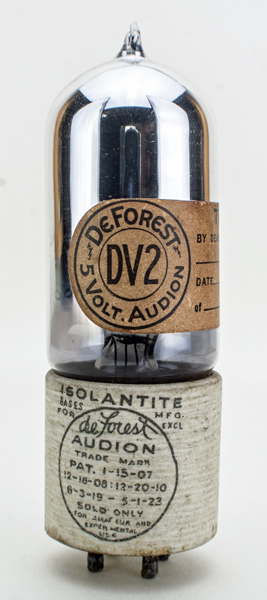 DEFOREST
DV2
5 VOLT. AUDION
BY DE
DATE
of
ISOLANTITE
BASES MFG.
FOR EXCL
deForest
AUDION
TRADE MARK
PAT. 1-15-07
12-18-08:12-20-10
8-3-19 - 5-1-23
SOLD ONLY
FOR AMATEUR AND
EXPERIMENTAL
USE